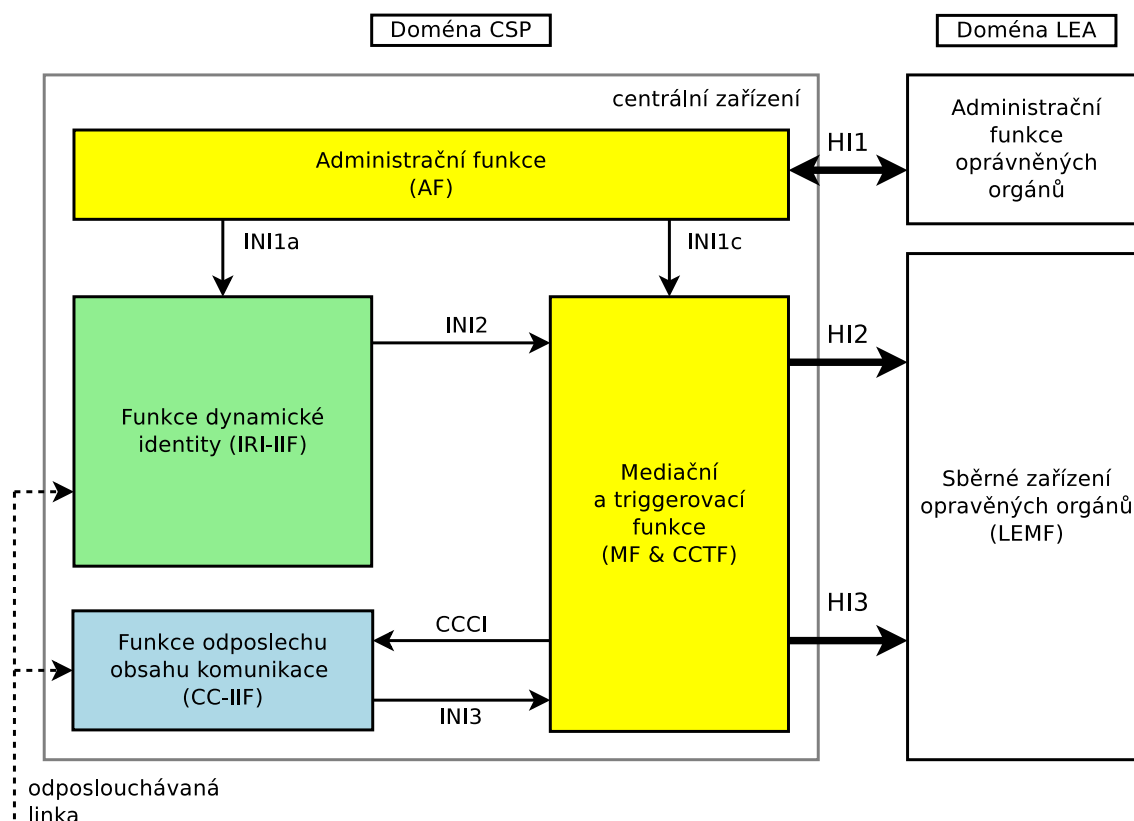 Doména CSP
Doména LEA
centrální zařízení
Administrační funkce
(AF)
HI1
Administrační
funkce
oprávněných
orgánů
INI1a
INI1c
INI2
HI2
Funkce dynamické
identity (IRI-IIF)
Mediační
a triggerovací
funkce
(MF & CCTF)
Sběrné zařízení
opravěných orgánů
(LEMF)
HI3
CCCI
Funkce odposlechu
obsahu komunikace
(CC-IIF)
INI3
odposlouchávaná
linka